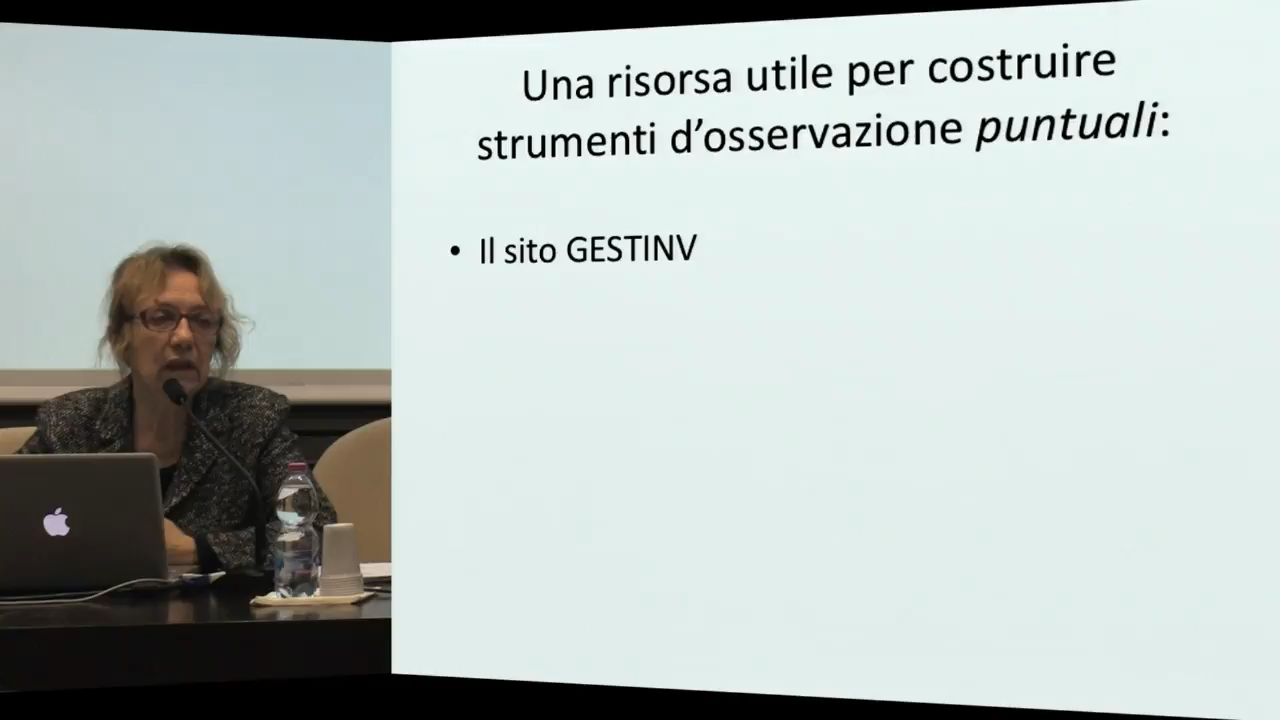 Una risorsa utile per costruire
strumenti d’osservazione puntuali:
• Il sito GESTINV